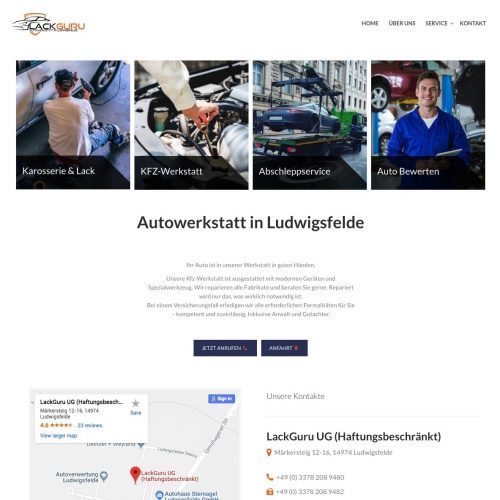 LACKGURU
HOME ÜBER UNS SERVICE KONTAKT
Karosserie & Lack
KFZ-Werkstatt
Abschleppservice
Auto Bewerten
Autowerkstatt in Ludwigsfelde
Ihr Auto ist in unserer Werkstatt in guten Händen.
Unsere Kfz-Werkstatt ist ausgestattet mit modernen Geräten und
Spezialwerkzeug. Wir reparieren alle Fabrikate und beraten Sie gerne. Repariert
wird nur das, was wirklich notwendig ist.
Bei einem Versicherungsfall erledigen wir alle erforderlichen Formalitäten für Sie
– kompetent und zuverlässig, Inklusive Anwalt und Gutachter.
JETZT ANRUFEN
ANFAHRT
LackGuru UG (Haftungsbesch...
Märkersteig 12-16, 14974
Ludwigsfelde
Save
4.6 23 reviews
View larger map
Sign in
Dentzer + Weyland
Genshagener Str.
Autoverwertung
Ludwigsfelde
LackGuru UG
(Haftungsbeschränkt)
Autohaus Sternagel
Ludwigsfelde GmbH
Unsere Kontakte
LackGuru UG (Haftungsbeschränkt)
Märkersteig 12-16, 14974 Ludwigsfelde
+49 (0) 3378 208 9480
+49 (0) 3378 208 9482